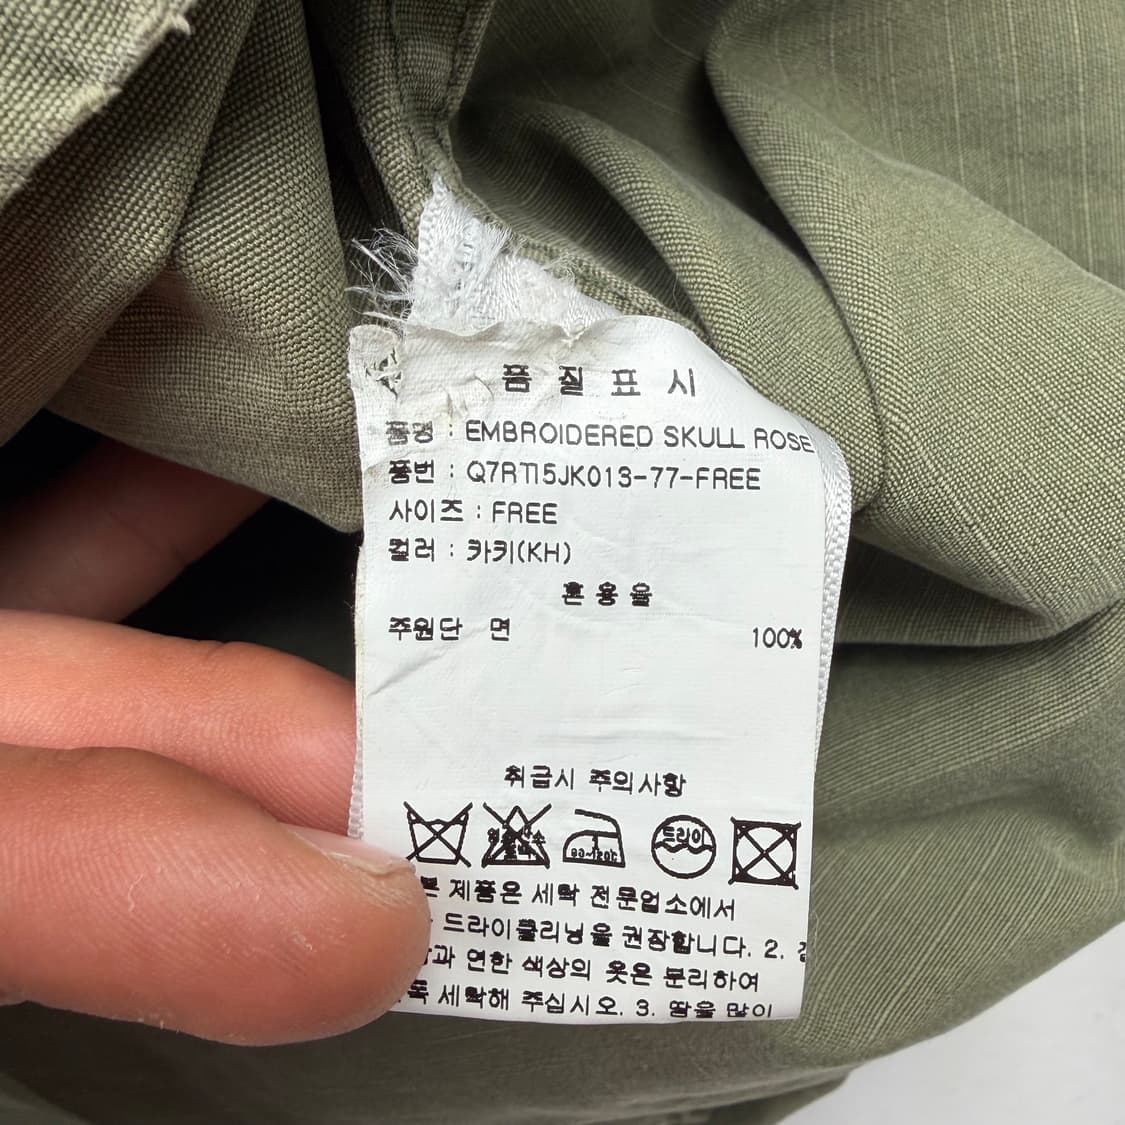 품 질 표 시
품명 : EMBROIDERED SKULL ROSE
품번 : Q7RT15JK013-77-FREE
사이즈 : FREE
컬러 : 카키(KH)
혼 용 율
주원단 면 100%
취급시 주의사항
드라이
80~120℃
본 제품은 세탁 전문업소에서
드라이클리닝을 권장합니다. 2.
연한 색상의 옷은 분리하여
세탁해 주십시오. 3. 땀을 많이